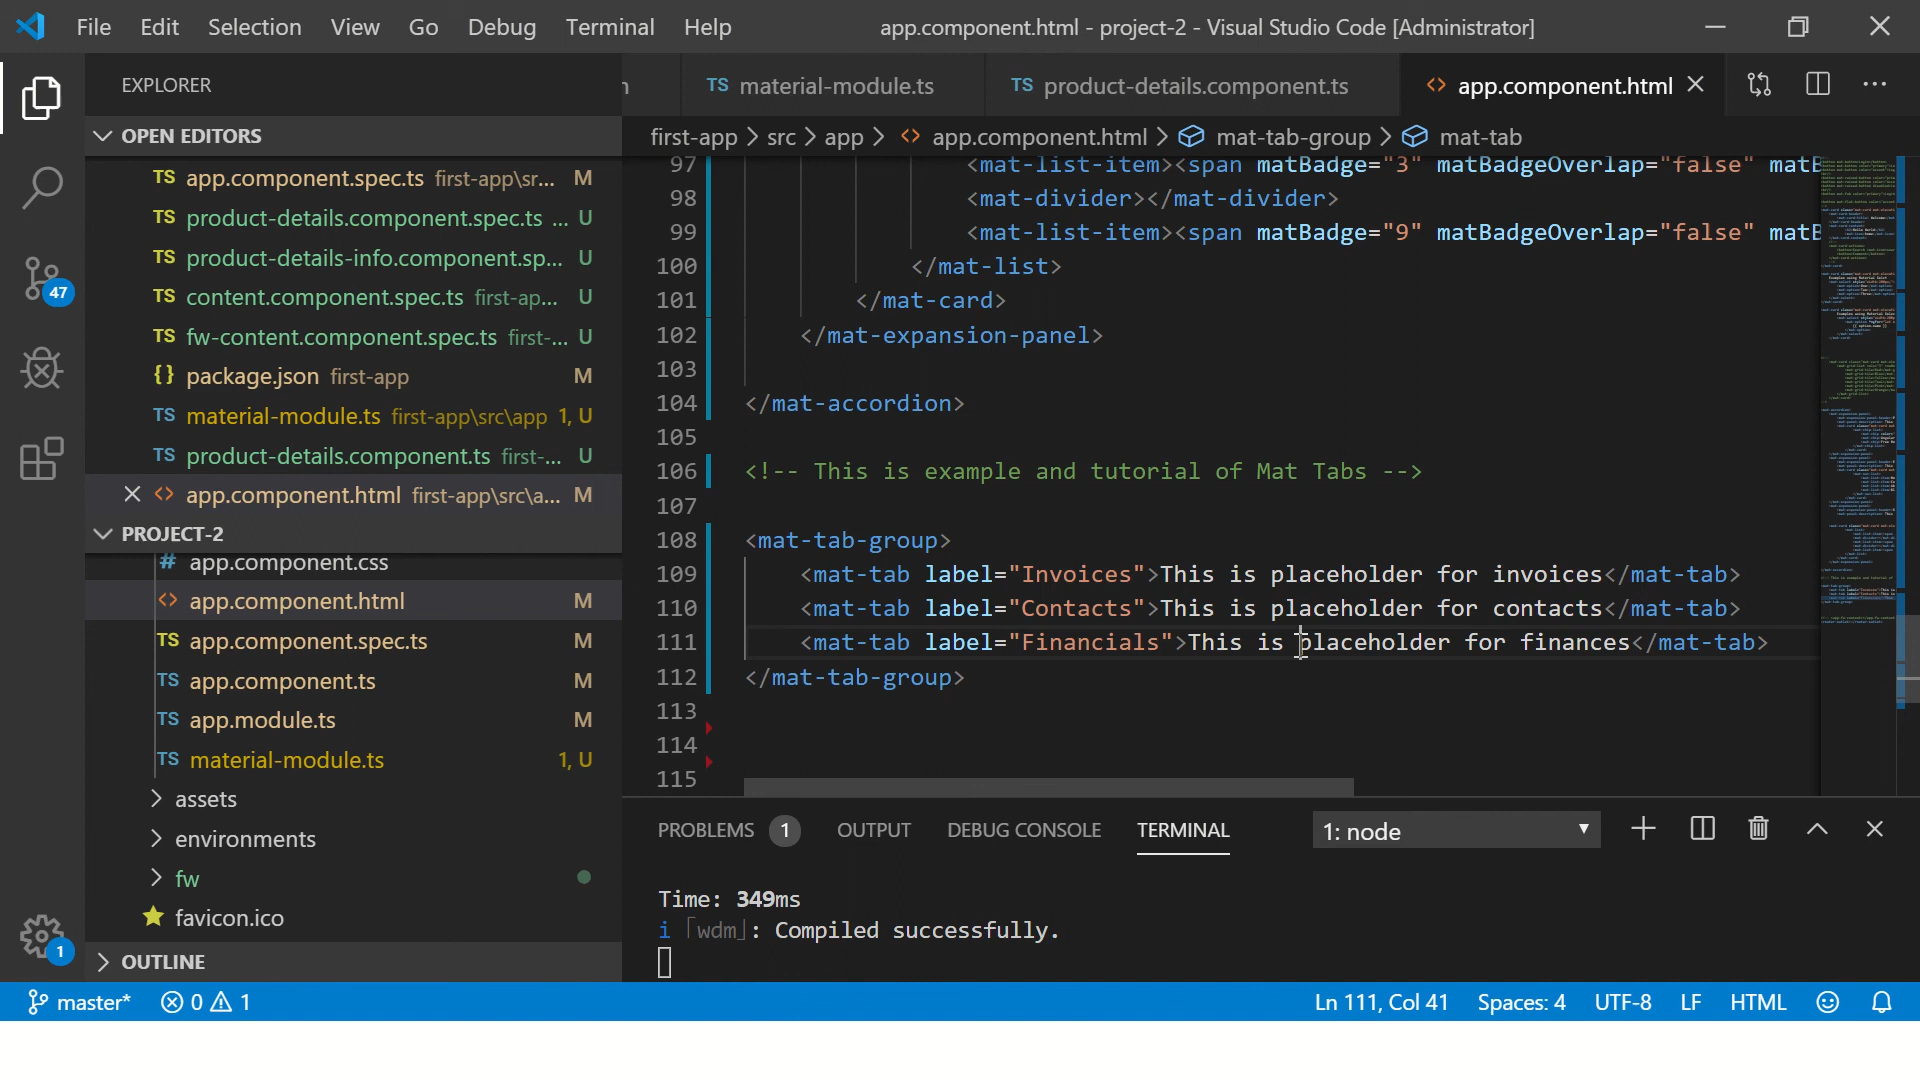 File Edit Selection View Go Debug Terminal Help app.component.html - project-2 - Visual Studio Code [Administrator]
EXPLORER
TS material-module.ts TS product-details.component.ts <> app.component.html
OPEN EDITORS
first-app > src > app > <> app.component.html > mat-tab-group > mat-tab
TS app.component.spec.ts first-app\sr... M
TS product-details.component.spec.ts ... U
TS product-details-info.component.sp... U
TS content.component.spec.ts first-ap... U
TS fw-content.component.spec.ts first-... U
{} package.json first-app M
TS material-module.ts first-app\src\app 1, U
TS product-details.component.ts first-... U
<> app.component.html first-app\src\a... M
PROJECT-2
# app.component.css
<> app.component.html M
TS app.component.spec.ts M
TS app.component.ts M
TS app.module.ts M
TS material-module.ts 1, U
assets
environments
fw
favicon.ico
OUTLINE
47
1
97 <mat-list-item><span matBadge="3" matBadgeOverlap="false" matB
98 <mat-divider></mat-divider>
99 <mat-list-item><span matBadge="9" matBadgeOverlap="false" matB
100 </mat-list>
101 </mat-card>
102 </mat-expansion-panel>
103
104 </mat-accordion>
105
106 <!-- This is example and tutorial of Mat Tabs -->
107
108 <mat-tab-group>
109 <mat-tab label="Invoices">This is placeholder for invoices</mat-tab>
110 <mat-tab label="Contacts">This is placeholder for contacts</mat-tab>
111 <mat-tab label="Financials">This is placeholder for finances</mat-tab>
112 </mat-tab-group>
113
114
115
PROBLEMS 1 OUTPUT DEBUG CONSOLE TERMINAL 1: node
Time: 349ms
i ｢wdm｣: Compiled successfully.
master* 0 1 Ln 111, Col 41 Spaces: 4 UTF-8 LF HTML